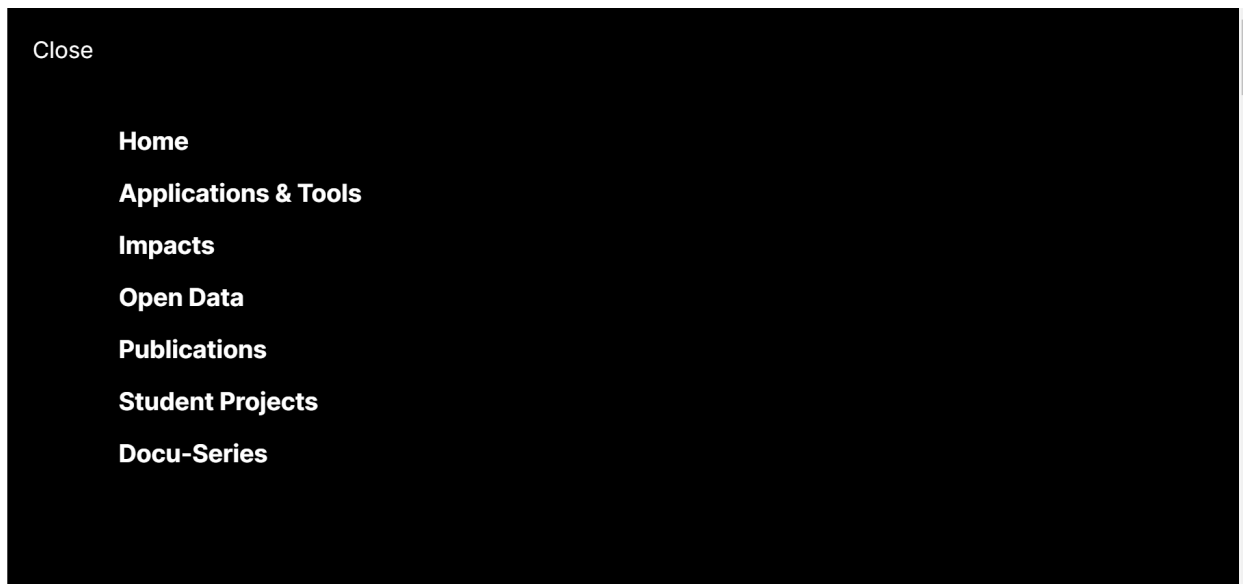 Close
Home
Applications & Tools
Impacts
Open Data
Publications
Student Projects
Docu-Series